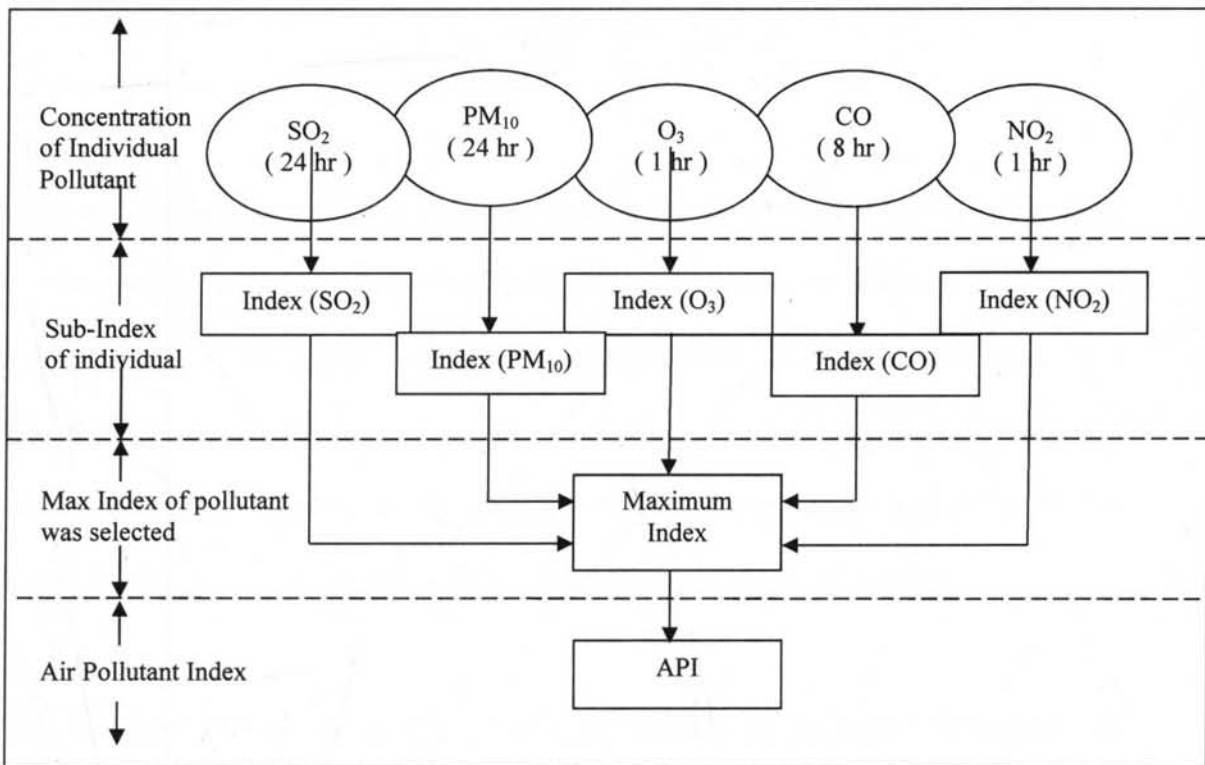 Concentration
of Individual
Pollutant
SO₂
( 24 hr )
PM₁₀
( 24 hr )
O₃
( 1 hr )
CO
( 8 hr )
NO₂
( 1 hr )
Sub-Index
of individual
Index (SO₂)
Index (PM₁₀)
Index (O₃)
Index (CO)
Index (NO₂)
Max Index of pollutant
was selected
Maximum
Index
Air Pollutant Index
API